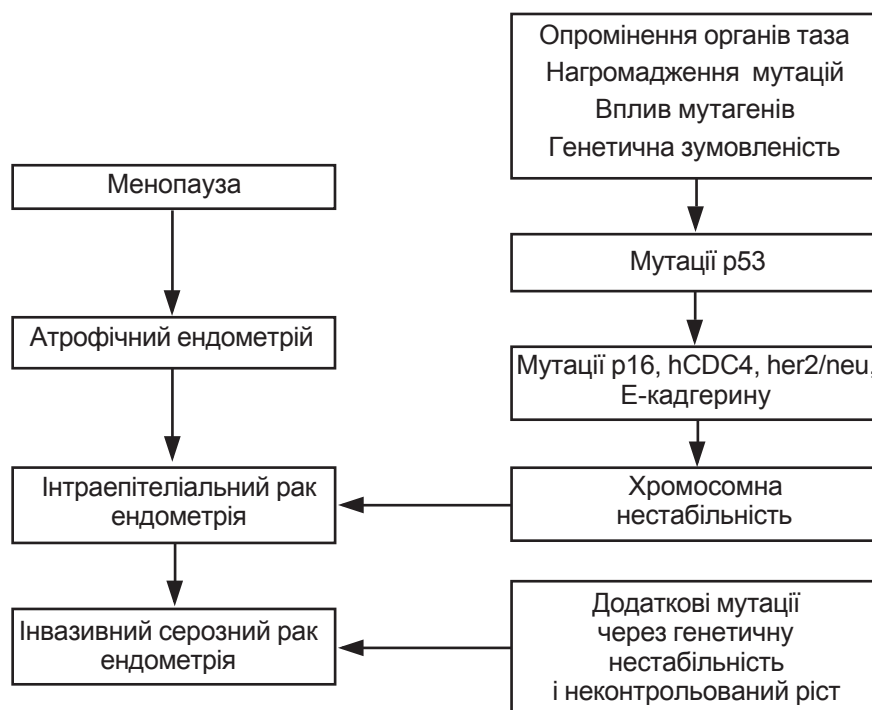 Опромінення органів таза
Нагромадження мутацій
Вплив мутагенів
Генетична зумовленість
Менопауза
Мутації p53
Атрофічний ендометрій
Мутації p16, hCDC4, her2/neu,
Е-кадгерину
Інтраепітеліальний рак
ендометрія
Хромосомна
нестабільність
Інвазивний серозний рак
ендометрія
Додаткові мутації
через генетичну
нестабільність
і неконтрольований ріст